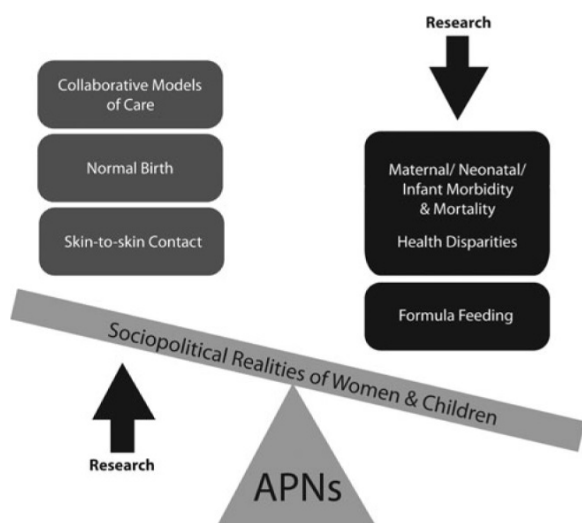 Research
Collaborative Models
of Care
Normal Birth
Skin-to-skin Contact
Maternal/ Neonatal/
Infant Morbidity
& Mortality
Health Disparities
Formula Feeding
Sociopolitical Realities of Women & Children
Research
APNs